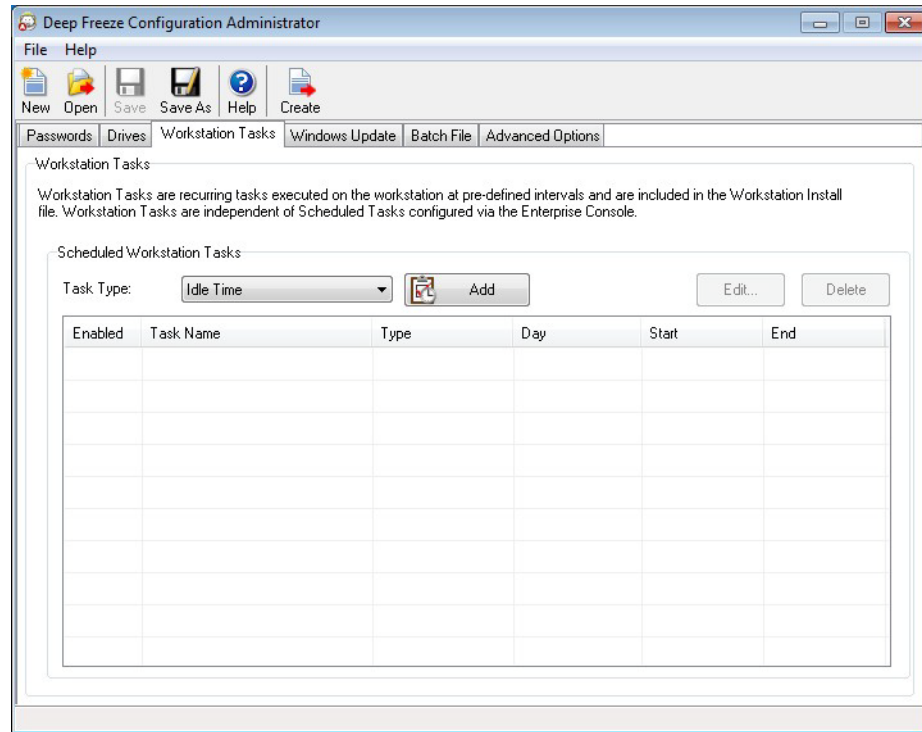 Deep Freeze Configuration Administrator
File Help
New Open Save Save As Help Create
Passwords Drives Workstation Tasks Windows Update Batch File Advanced Options
Workstation Tasks
Workstation Tasks are recurring tasks executed on the workstation at pre-defined intervals and are included in the Workstation Install
file. Workstation Tasks are independent of Scheduled Tasks configured via the Enterprise Console.
Scheduled Workstation Tasks
Task Type: Idle Time Add Edit... Delete
Enabled Task Name Type Day Start End